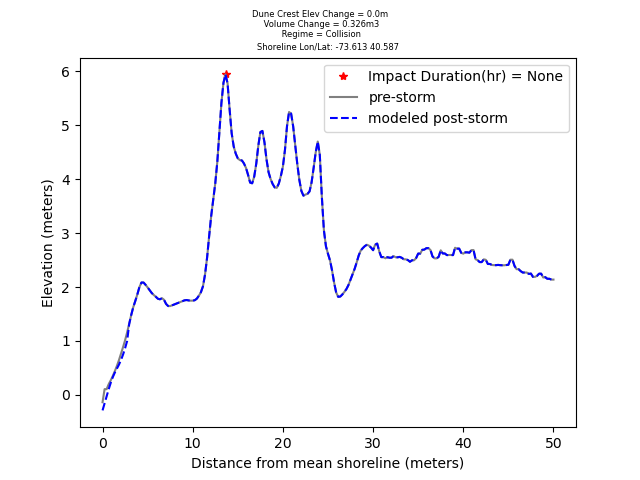 Dune Crest Elev Change = 0.0m
Volume Change = 0.326m3
Regime = Collision
Shoreline Lon/Lat: -73.613 40.587
Impact Duration(hr) = None
pre-storm
modeled post-storm
Elevation (meters)
6
5
4
3
2
1
0
0 10 20 30 40 50
Distance from mean shoreline (meters)